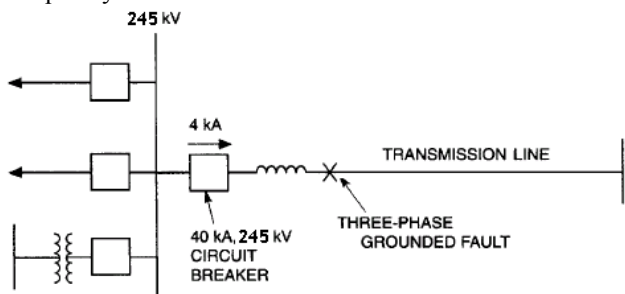 245 kV
4 kA
TRANSMISSION LINE
THREE-PHASE
GROUNDED FAULT
40 kA, 245 kV
CIRCUIT
BREAKER